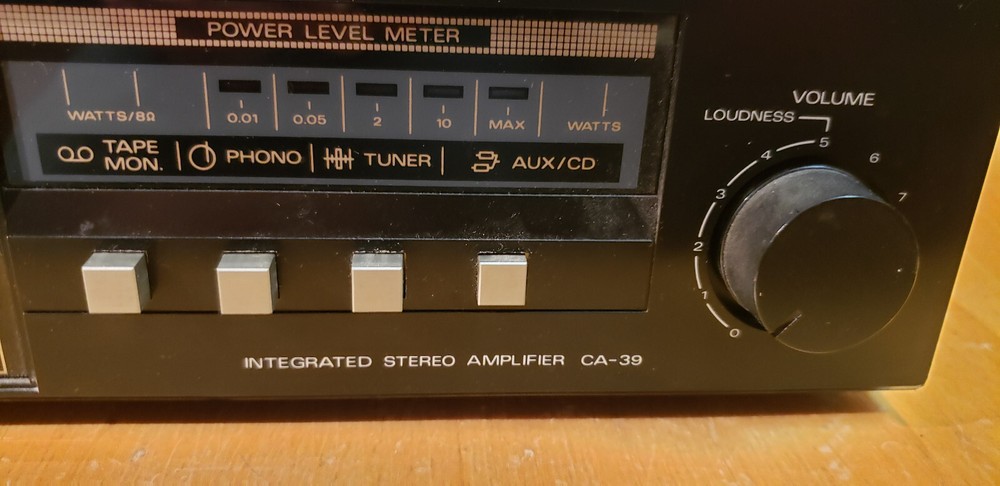 POWER LEVEL METER
WATTS/8Ω 0.01 0.05 2 10 MAX WATTS
TAPE MON. PHONO TUNER AUX/CD
VOLUME
LOUDNESS
0 1 2 3 4 5 6 7
INTEGRATED STEREO AMPLIFIER CA-39